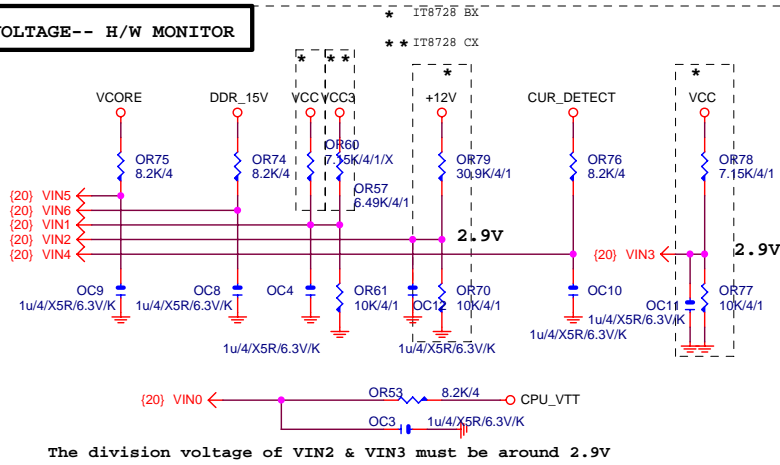 * IT8728 BX
VOLTAGE-- H/W MONITOR
** IT8728 CX
* ** * *
VCORE DDR_15V VCC VCC3 +12V CUR_DETECT VCC
OR75 8.2K/4
OR74 8.2K/4
OR60 7.15K/4/1/X
OR57 6.49K/4/1
OR79 30.9K/4/1
OR76 8.2K/4
OR78 7.15K/4/1
{20} VIN5
{20} VIN6
{20} VIN1
{20} VIN2
{20} VIN4
2.9V
{20} VIN3
2.9V
OC9 1u/4/X5R/6.3V/K
OC8 1u/4/X5R/6.3V/K
OC4 1u/4/X5R/6.3V/K
OR61 10K/4/1
OC12 1u/4/X5R/6.3V/K
OR70 10K/4/1
OC10 1u/4/X5R/6.3V/K
OC11 1u/4/X5R/6.3V/K
OR77 10K/4/1
{20} VIN0
OR53 8.2K/4
CPU_VTT
OC3 1u/4/X5R/6.3V/K
The division voltage of VIN2 & VIN3 must be around 2.9V